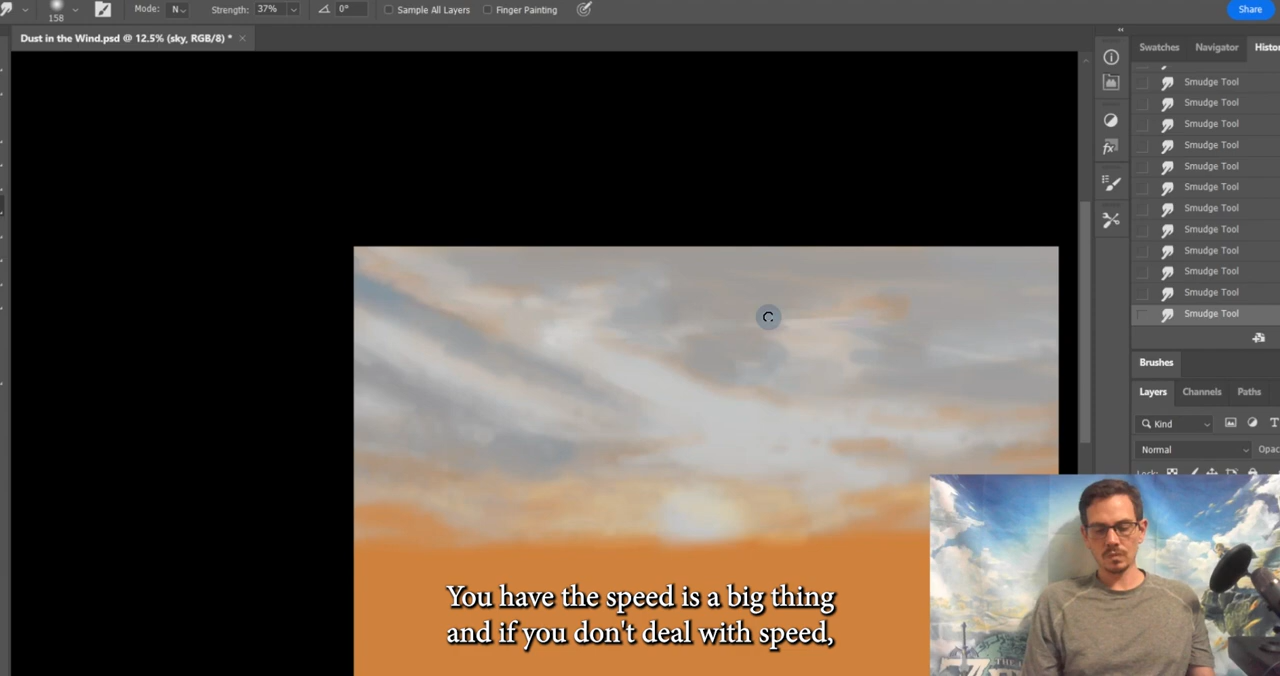 Mode: N
Strength: 37%
0°
Sample All Layers
Finger Painting
158
Share
Dust in the Wind.psd @ 12.5% (sky, RGB/8) *
Swatches
Navigator
Histo
Smudge Tool
Smudge Tool
Smudge Tool
Smudge Tool
Smudge Tool
Smudge Tool
Smudge Tool
Smudge Tool
Smudge Tool
Smudge Tool
Smudge Tool
Smudge Tool
Brushes
Layers
Channels
Paths
Kind
Normal
Opac
You have the speed is a big thing
and if you don't deal with speed,